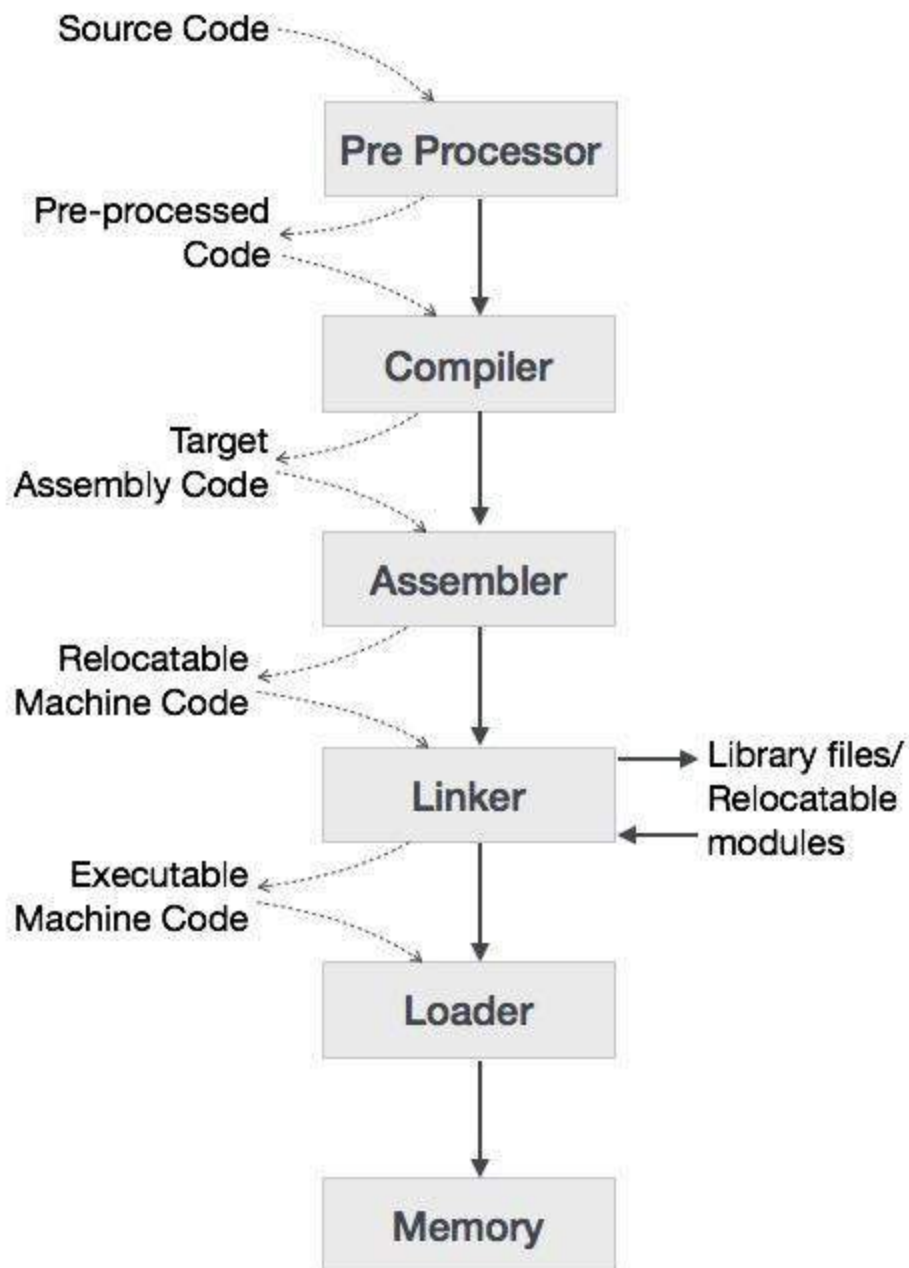 Source Code
Pre Processor
Pre-processed
Code
Compiler
Target
Assembly Code
Assembler
Relocatable
Machine Code
Linker
Library files/
Relocatable
modules
Executable
Machine Code
Loader
Memory